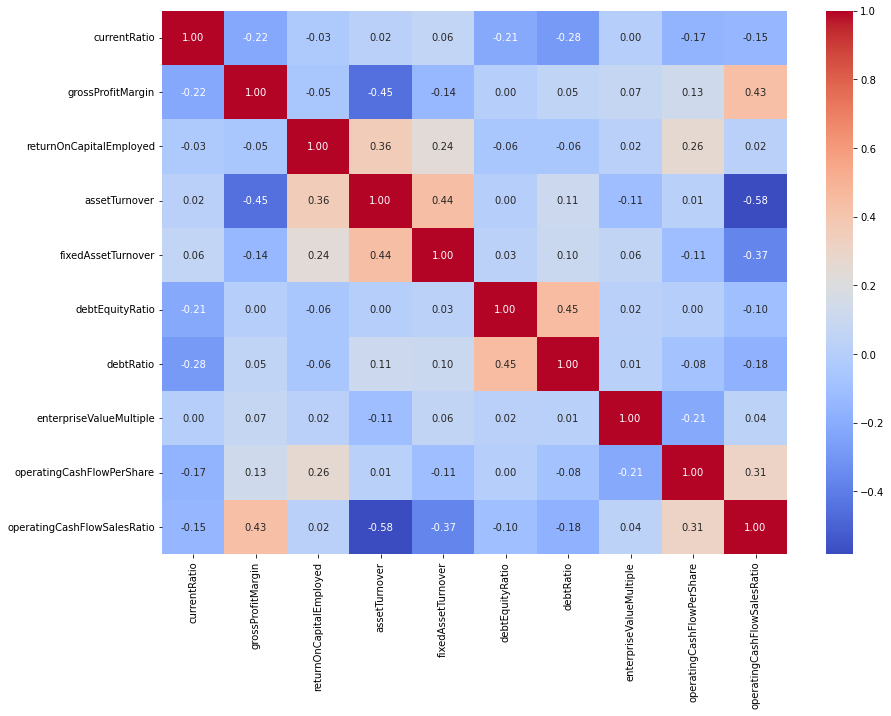 currentRatio 1.00 -0.22 -0.03 0.02 0.06 -0.21 -0.28 0.00 -0.17 -0.15
grossProfitMargin -0.22 1.00 -0.05 -0.45 -0.14 0.00 0.05 0.07 0.13 0.43
returnOnCapitalEmployed -0.03 -0.05 1.00 0.36 0.24 -0.06 -0.06 0.02 0.26 0.02
assetTurnover 0.02 -0.45 0.36 1.00 0.44 0.00 0.11 -0.11 0.01 -0.58
fixedAssetTurnover 0.06 -0.14 0.24 0.44 1.00 0.03 0.10 0.06 -0.11 -0.37
debtEquityRatio -0.21 0.00 -0.06 0.00 0.03 1.00 0.45 0.02 0.00 -0.10
debtRatio -0.28 0.05 -0.06 0.11 0.10 0.45 1.00 0.01 -0.08 -0.18
enterpriseValueMultiple 0.00 0.07 0.02 -0.11 0.06 0.02 0.01 1.00 -0.21 0.04
operatingCashFlowPerShare -0.17 0.13 0.26 0.01 -0.11 0.00 -0.08 -0.21 1.00 0.31
operatingCashFlowSalesRatio -0.15 0.43 0.02 -0.58 -0.37 -0.10 -0.18 0.04 0.31 1.00
currentRatio
grossProfitMargin
returnOnCapitalEmployed
assetTurnover
fixedAssetTurnover
debtEquityRatio
debtRatio
enterpriseValueMultiple
operatingCashFlowPerShare
operatingCashFlowSalesRatio
1.0
0.8
0.6
0.4
0.2
0.0
−0.2
−0.4